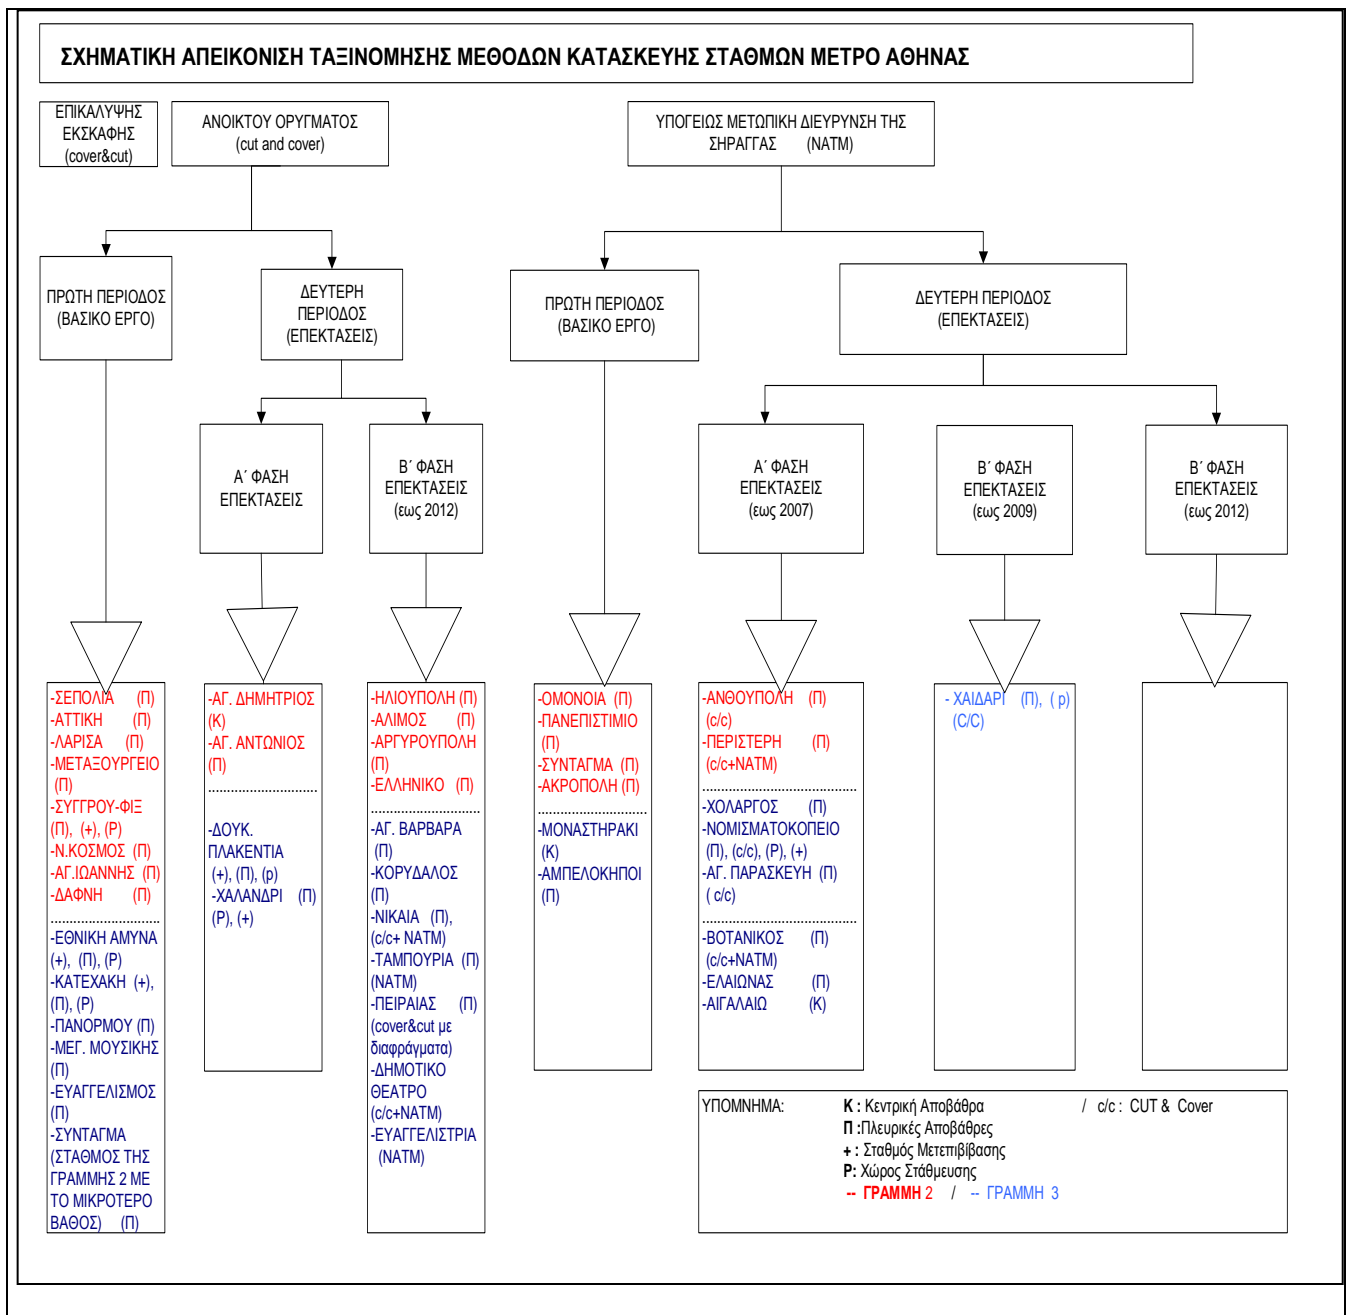 ΣΧΗΜΑΤΙΚΗ ΑΠΕΙΚΟΝΙΣΗ ΤΑΞΙΝΟΜΗΣΗΣ ΜΕΘΟΔΩΝ ΚΑΤΑΣΚΕΥΗΣ ΣΤΑΘΜΩΝ ΜΕΤΡΟ ΑΘΗΝΑΣ
ΕΠΙΚΑΛΥΨΗΣ
ΕΚΣΚΑΦΗΣ
(cover&cut)
ΑΝΟΙΚΤΟΥ ΟΡΥΓΜΑΤΟΣ
(cut and cover)
ΥΠΟΓΕΙΩΣ ΜΕΤΩΠΙΚΗ ΔΙΕΥΡΥΝΣΗ ΤΗΣ
ΣΗΡΑΓΓΑΣ (NATM)
ΠΡΩΤΗ ΠΕΡΙΟΔΟΣ
(ΒΑΣΙΚΟ ΕΡΓΟ)
ΔΕΥΤΕΡΗ
ΠΕΡΙΟΔΟΣ
(ΕΠΕΚΤΑΣΕΙΣ)
ΠΡΩΤΗ ΠΕΡΙΟΔΟΣ
(ΒΑΣΙΚΟ ΕΡΓΟ)
ΔΕΥΤΕΡΗ ΠΕΡΙΟΔΟΣ
(ΕΠΕΚΤΑΣΕΙΣ)
Α΄ ΦΑΣΗ
ΕΠΕΚΤΑΣΕΙΣ
Β΄ ΦΑΣΗ
ΕΠΕΚΤΑΣΕΙΣ
(εως 2012)
Α΄ ΦΑΣΗ
ΕΠΕΚΤΑΣΕΙΣ
(εως 2007)
Β΄ ΦΑΣΗ
ΕΠΕΚΤΑΣΕΙΣ
(εως 2009)
Β΄ ΦΑΣΗ
ΕΠΕΚΤΑΣΕΙΣ
(εως 2012)
-ΣΕΠΟΛΙΑ (Π)
-ΑΤΤΙΚΗ (Π)
-ΛΑΡΙΣΑ (Π)
-ΜΕΤΑΞΟΥΡΓΕΙΟ
(Π)
-ΣΥΓΓΡΟΥ-ΦΙΞ
(Π), (+), (P)
-Ν.ΚΟΣΜΟΣ (Π)
-ΑΓ.ΙΩΑΝΝΗΣ (Π)
-ΔΑΦΝΗ (Π)
............................
-ΕΘΝΙΚΗ ΑΜΥΝΑ
(+), (Π), (P)
-ΚΑΤΕΧΑΚΗ (+),
(Π), (P)
-ΠΑΝΟΡΜΟΥ (Π)
-ΜΕΓ. ΜΟΥΣΙΚΗΣ
(Π)
-ΕΥΑΓΓΕΛΙΣΜΟΣ
(Π)
-ΣΥΝΤΑΓΜΑ
(ΣΤΑΘΜΟΣ ΤΗΣ
ΓΡΑΜΜΗΣ 2 ΜΕ
ΤΟ ΜΙΚΡΟΤΕΡΟ
ΒΑΘΟΣ) (Π)
-ΑΓ. ΔΗΜΗΤΡΙΟΣ
(Κ)
-ΑΓ. ΑΝΤΩΝΙΟΣ
(Π)
............................
-ΔΟΥΚ.
ΠΛΑΚΕΝΤΙΑ
(+), (Π), (p)
-ΧΑΛΑΝΔΡΙ (Π)
(P), (+)
-ΗΛΙΟΥΠΟΛΗ (Π)
-ΑΛΙΜΟΣ (Π)
-ΑΡΓΥΡΟΥΠΟΛΗ
(Π)
-ΕΛΛΗΝΙΚΟ (Π)
............................
-ΑΓ. ΒΑΡΒΑΡΑ
(Π)
-ΚΟΡΥΔΑΛΟΣ
(Π)
-ΝΙΚΑΙΑ (Π),
(c/c+ NATM)
-ΤΑΜΠΟΥΡΙΑ (Π)
(NATM)
-ΠΕΙΡΑΙΑΣ (Π)
(cover&cut με
διαφράγματα)
-ΔΗΜΟΤΙΚΟ
ΘΕΑΤΡΟ
(c/c+NATM)
-ΕΥΑΓΓΕΛΙΣΤΡΙΑ
(NATM)
-ΟΜΟΝΟΙΑ (Π)
-ΠΑΝΕΠΙΣΤΙΜΙΟ
(Π)
-ΣΥΝΤΑΓΜΑ (Π)
-ΑΚΡΟΠΟΛΗ (Π)
............................
-ΜΟΝΑΣΤΗΡΑΚΙ
(Κ)
-ΑΜΠΕΛΟΚΗΠΟΙ
(Π)
-ΑΝΘΟΥΠΟΛΗ (Π)
(c/c)
-ΠΕΡΙΣΤΕΡΗ (Π)
(c/c+NATM)
........................................
-ΧΟΛΑΡΓΟΣ (Π)
-ΝΟΜΙΣΜΑΤΟΚΟΠΕΙΟ
(Π), (c/c), (P), (+)
-ΑΓ. ΠΑΡΑΣΚΕΥΗ (Π)
( c/c)
........................................
-ΒΟΤΑΝΙΚΟΣ (Π)
(c/c+NATM)
-ΕΛΑΙΩΝΑΣ (Π)
-ΑΙΓΑΛΑΙΩ (Κ)
- ΧΑΙΔΑΡΙ (Π), ( p)
(C/C)
ΥΠΟΜΝΗΜΑ: Κ : Κεντρική Αποβάθρα / c/c : CUT & Cover
Π :Πλευρικές Αποβάθρες
+ : Σταθμός Μετεπιβίβασης
P: Χώρος Στάθμευσης
-- ΓΡΑΜΜΗ 2 / -- ΓΡΑΜΜΗ 3